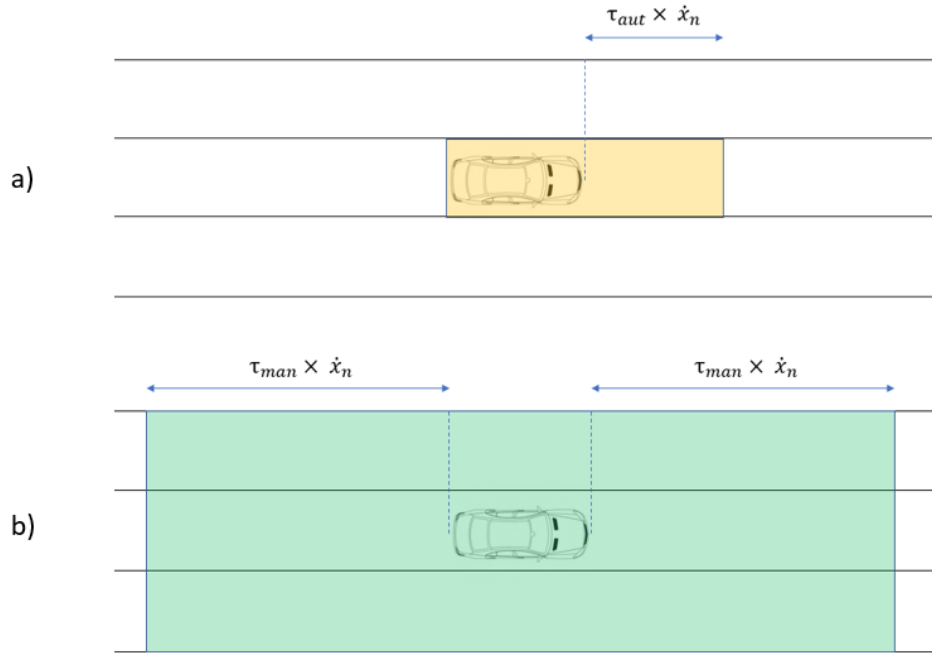 τ_aut × ẋ_n
a)
τ_man × ẋ_n τ_man × ẋ_n
b)